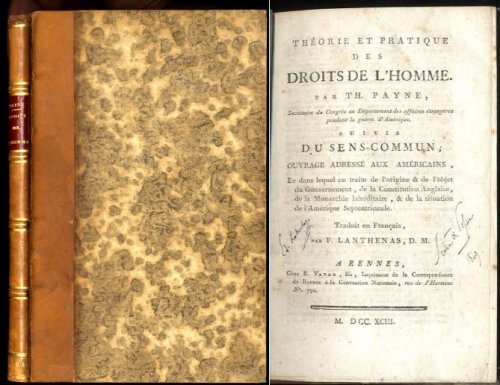 THÉORIE ET PRATIQUE
DES
DROITS DE L'HOMME.
PAR TH. PAYNE,
Secrétaire du Congrès au Département des affaires étrangères
pendant la guerre d'Amérique.
SUIVIS
DU SENS-COMMUN;
OUVRAGE ADRESSÉ AUX AMÉRICAINS,
Et dans lequel on traite de l'origine & de l'objet
du Gouvernement, de la Constitution Anglaise,
de la Monarchie héréditaire, & de la situation
de l'Amérique Septentrionale.
Traduit en Français,
PAR F. LANTHENAS, D. M.
A RENNES,
Chez R. VATAR, fils, Imprimeur de la Correspondance
de Rennes à la Convention Nationale, rue de l'Hermine
N°. 792.
M. DCC. XCIII.